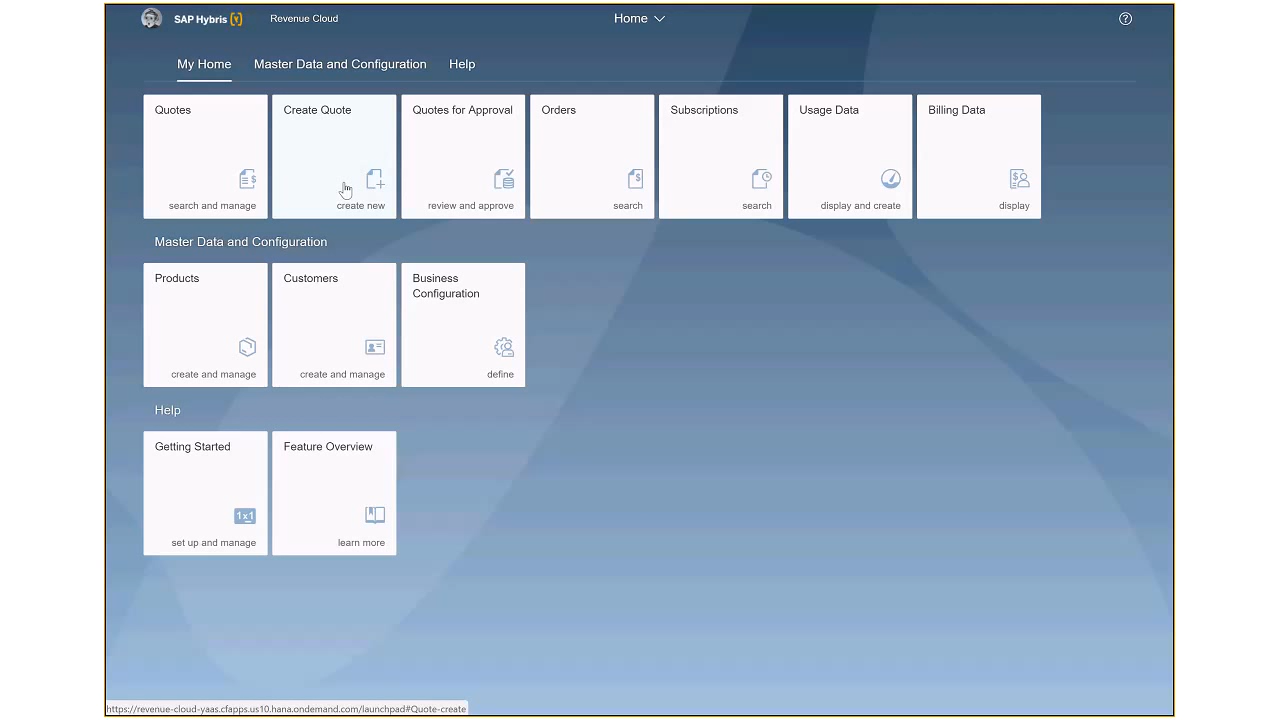 SAP Hybris (y) Revenue Cloud
Home
My Home Master Data and Configuration Help
Quotes
search and manage
Create Quote
create new
Quotes for Approval
review and approve
Orders
search
Subscriptions
search
Usage Data
display and create
Billing Data
display
Master Data and Configuration
Products
create and manage
Customers
create and manage
Business
Configuration
define
Help
Getting Started
1x1
set up and manage
Feature Overview
learn more
https://revenue-cloud-yaas.cfapps.us10.hana.ondemand.com/launchpad#Quote-create